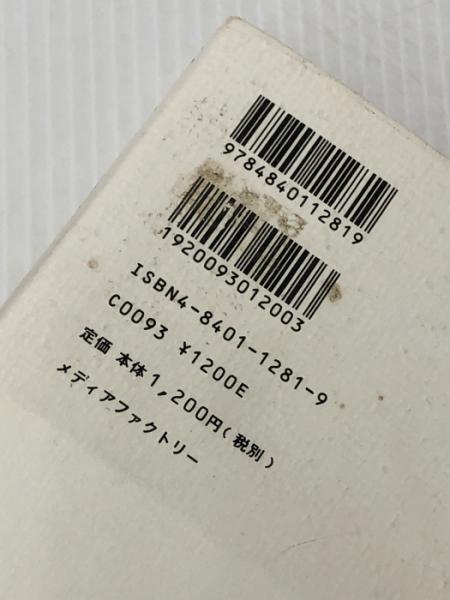 9784840112819
1920093012003
ISBN4-8401-1281-9
C0093 ¥1200E
定価 本体1,200円(税別)
メディアファクトリー